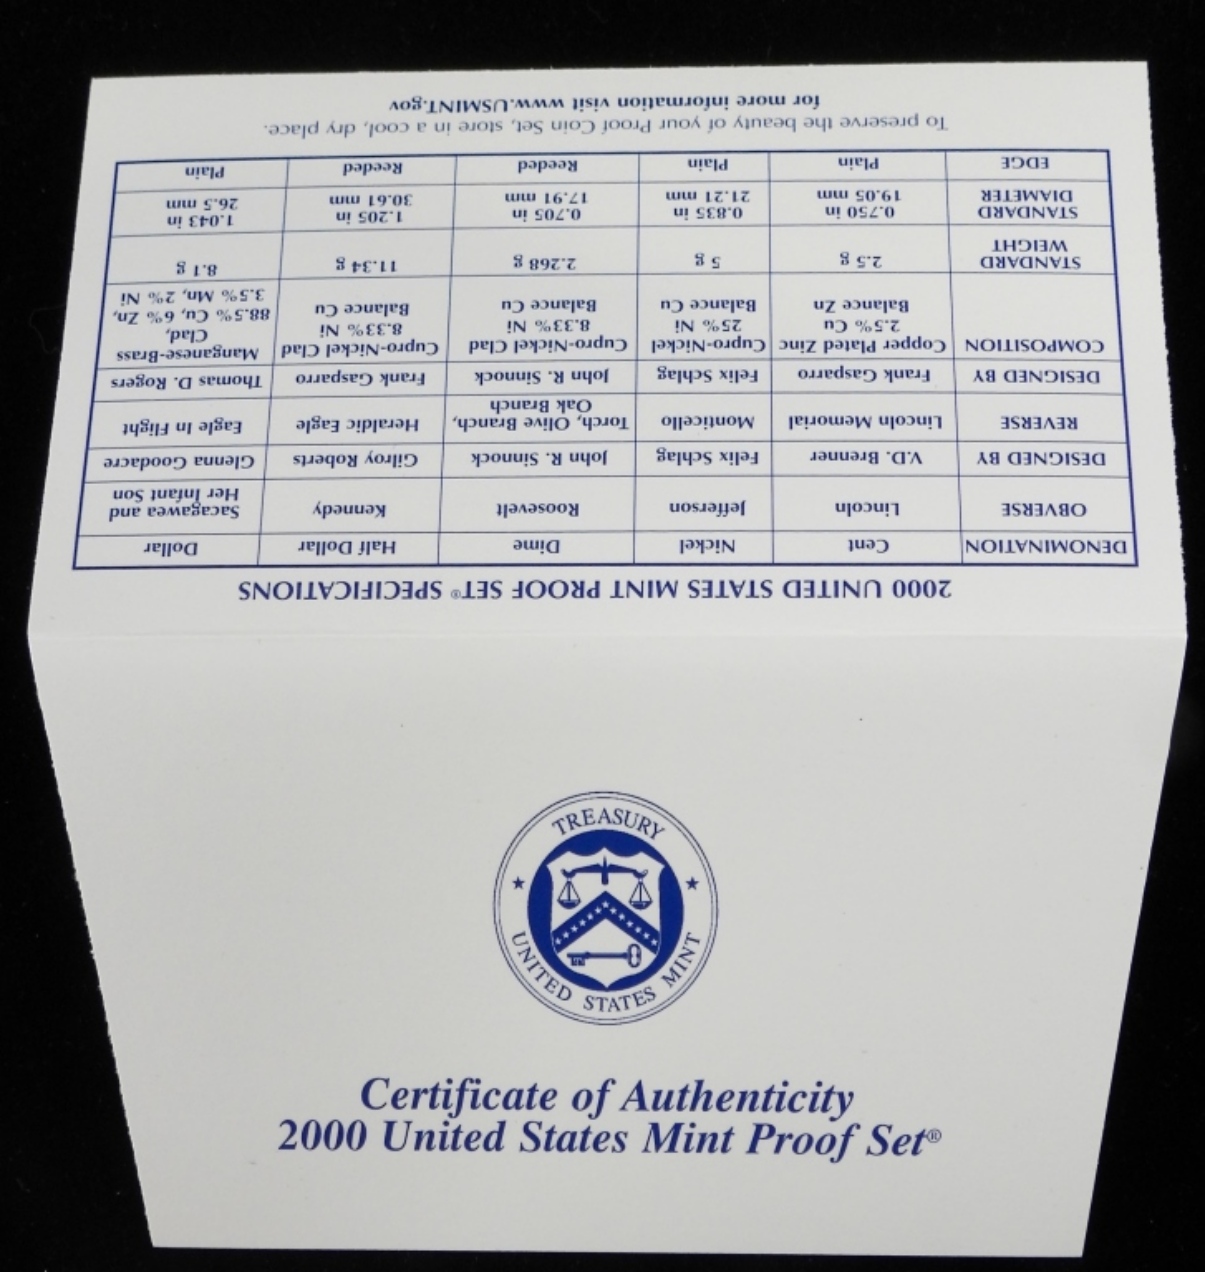 TREASURY
UNITED STATES MINT
Certificate of Authenticity
2000 United States Mint Proof Set®
2000 UNITED STATES MINT PROOF SET® SPECIFICATIONS
DENOMINATION Cent Nickel Dime Half Dollar Dollar
OBVERSE Lincoln Jefferson Roosevelt Kennedy Sacagawea and
Her Infant Son
DESIGNED BY V.D. Brenner Felix Schlag John R. Sinnock Gilroy Roberts Glenna Goodacre
REVERSE Lincoln Memorial Monticello Torch, Olive Branch, Heraldic Eagle Eagle In Flight
Oak Branch
DESIGNED BY Frank Gasparro Felix Schlag John R. Sinnock Frank Gasparro Thomas D. Rogers
COMPOSITION Copper Plated Zinc Cupro-Nickel Cupro-Nickel Clad Cupro-Nickel Clad Manganese-Brass
2.5% Cu 25% Ni 8.33% Ni 8.33% Ni Clad,
Balance Zn Balance Cu Balance Cu Balance Cu 88.5% Cu, 6% Zn,
3.5% Mn, 2% Ni
STANDARD 2.5 g 5 g 2.268 g 11.34 g 8.1 g
WEIGHT
STANDARD 0.750 in 0.835 in 0.705 in 1.205 in 1.043 in
DIAMETER 19.05 mm 21.21 mm 17.91 mm 30.61 mm 26.5 mm
EDGE Plain Plain Reeded Reeded Plain
To preserve the beauty of your Proof Coin Set, store in a cool, dry place.
for more information visit www.USMINT.gov